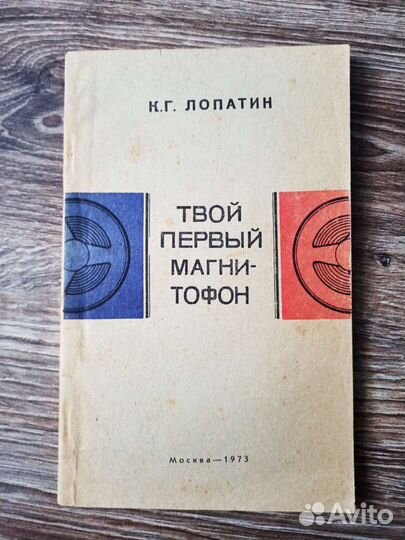 К.Г. ЛОПАТИН
ТВОЙ
ПЕРВЫЙ
МАГНИ-
ТОФОН
Москва — 1973
Avito